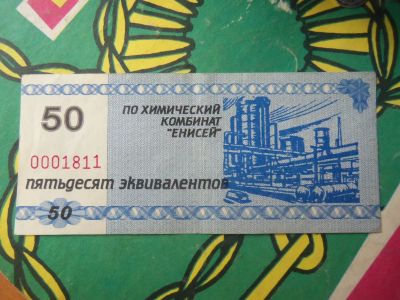 50
ПО ХИМИЧЕСКИЙ
КОМБИНАТ
"ЕНИСЕЙ"
0001811
пятьдесят эквивалентов
50